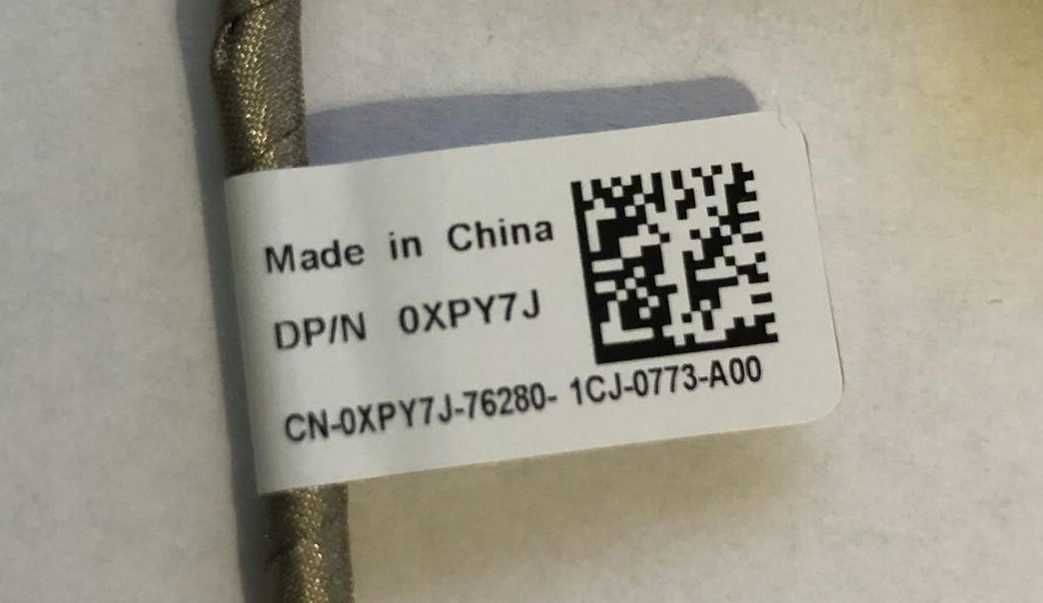 Made in China
DP/N 0XPY7J
CN-0XPY7J-76280- 1CJ-0773-A00